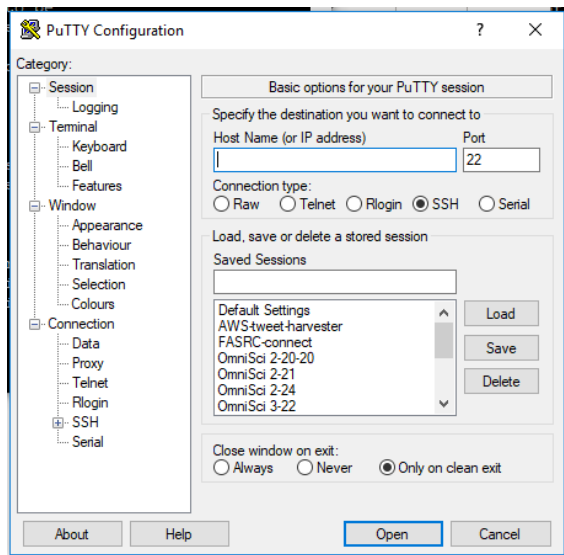 PuTTY Configuration
?
Category:
Session
Logging
Terminal
Keyboard
Bell
Features
Window
Appearance
Behaviour
Translation
Selection
Colours
Connection
Data
Proxy
Telnet
Rlogin
SSH
Serial
Basic options for your PuTTY session
Specify the destination you want to connect to
Host Name (or IP address) Port
22
Connection type:
Raw Telnet Rlogin SSH Serial
Load, save or delete a stored session
Saved Sessions
Default Settings
AWS-tweet-harvester
FASRC-connect
OmniSci 2-20-20
OmniSci 2-21
OmniSci 2-24
OmniSci 3-22
Load
Save
Delete
Close window on exit:
Always Never Only on clean exit
About Help Open Cancel